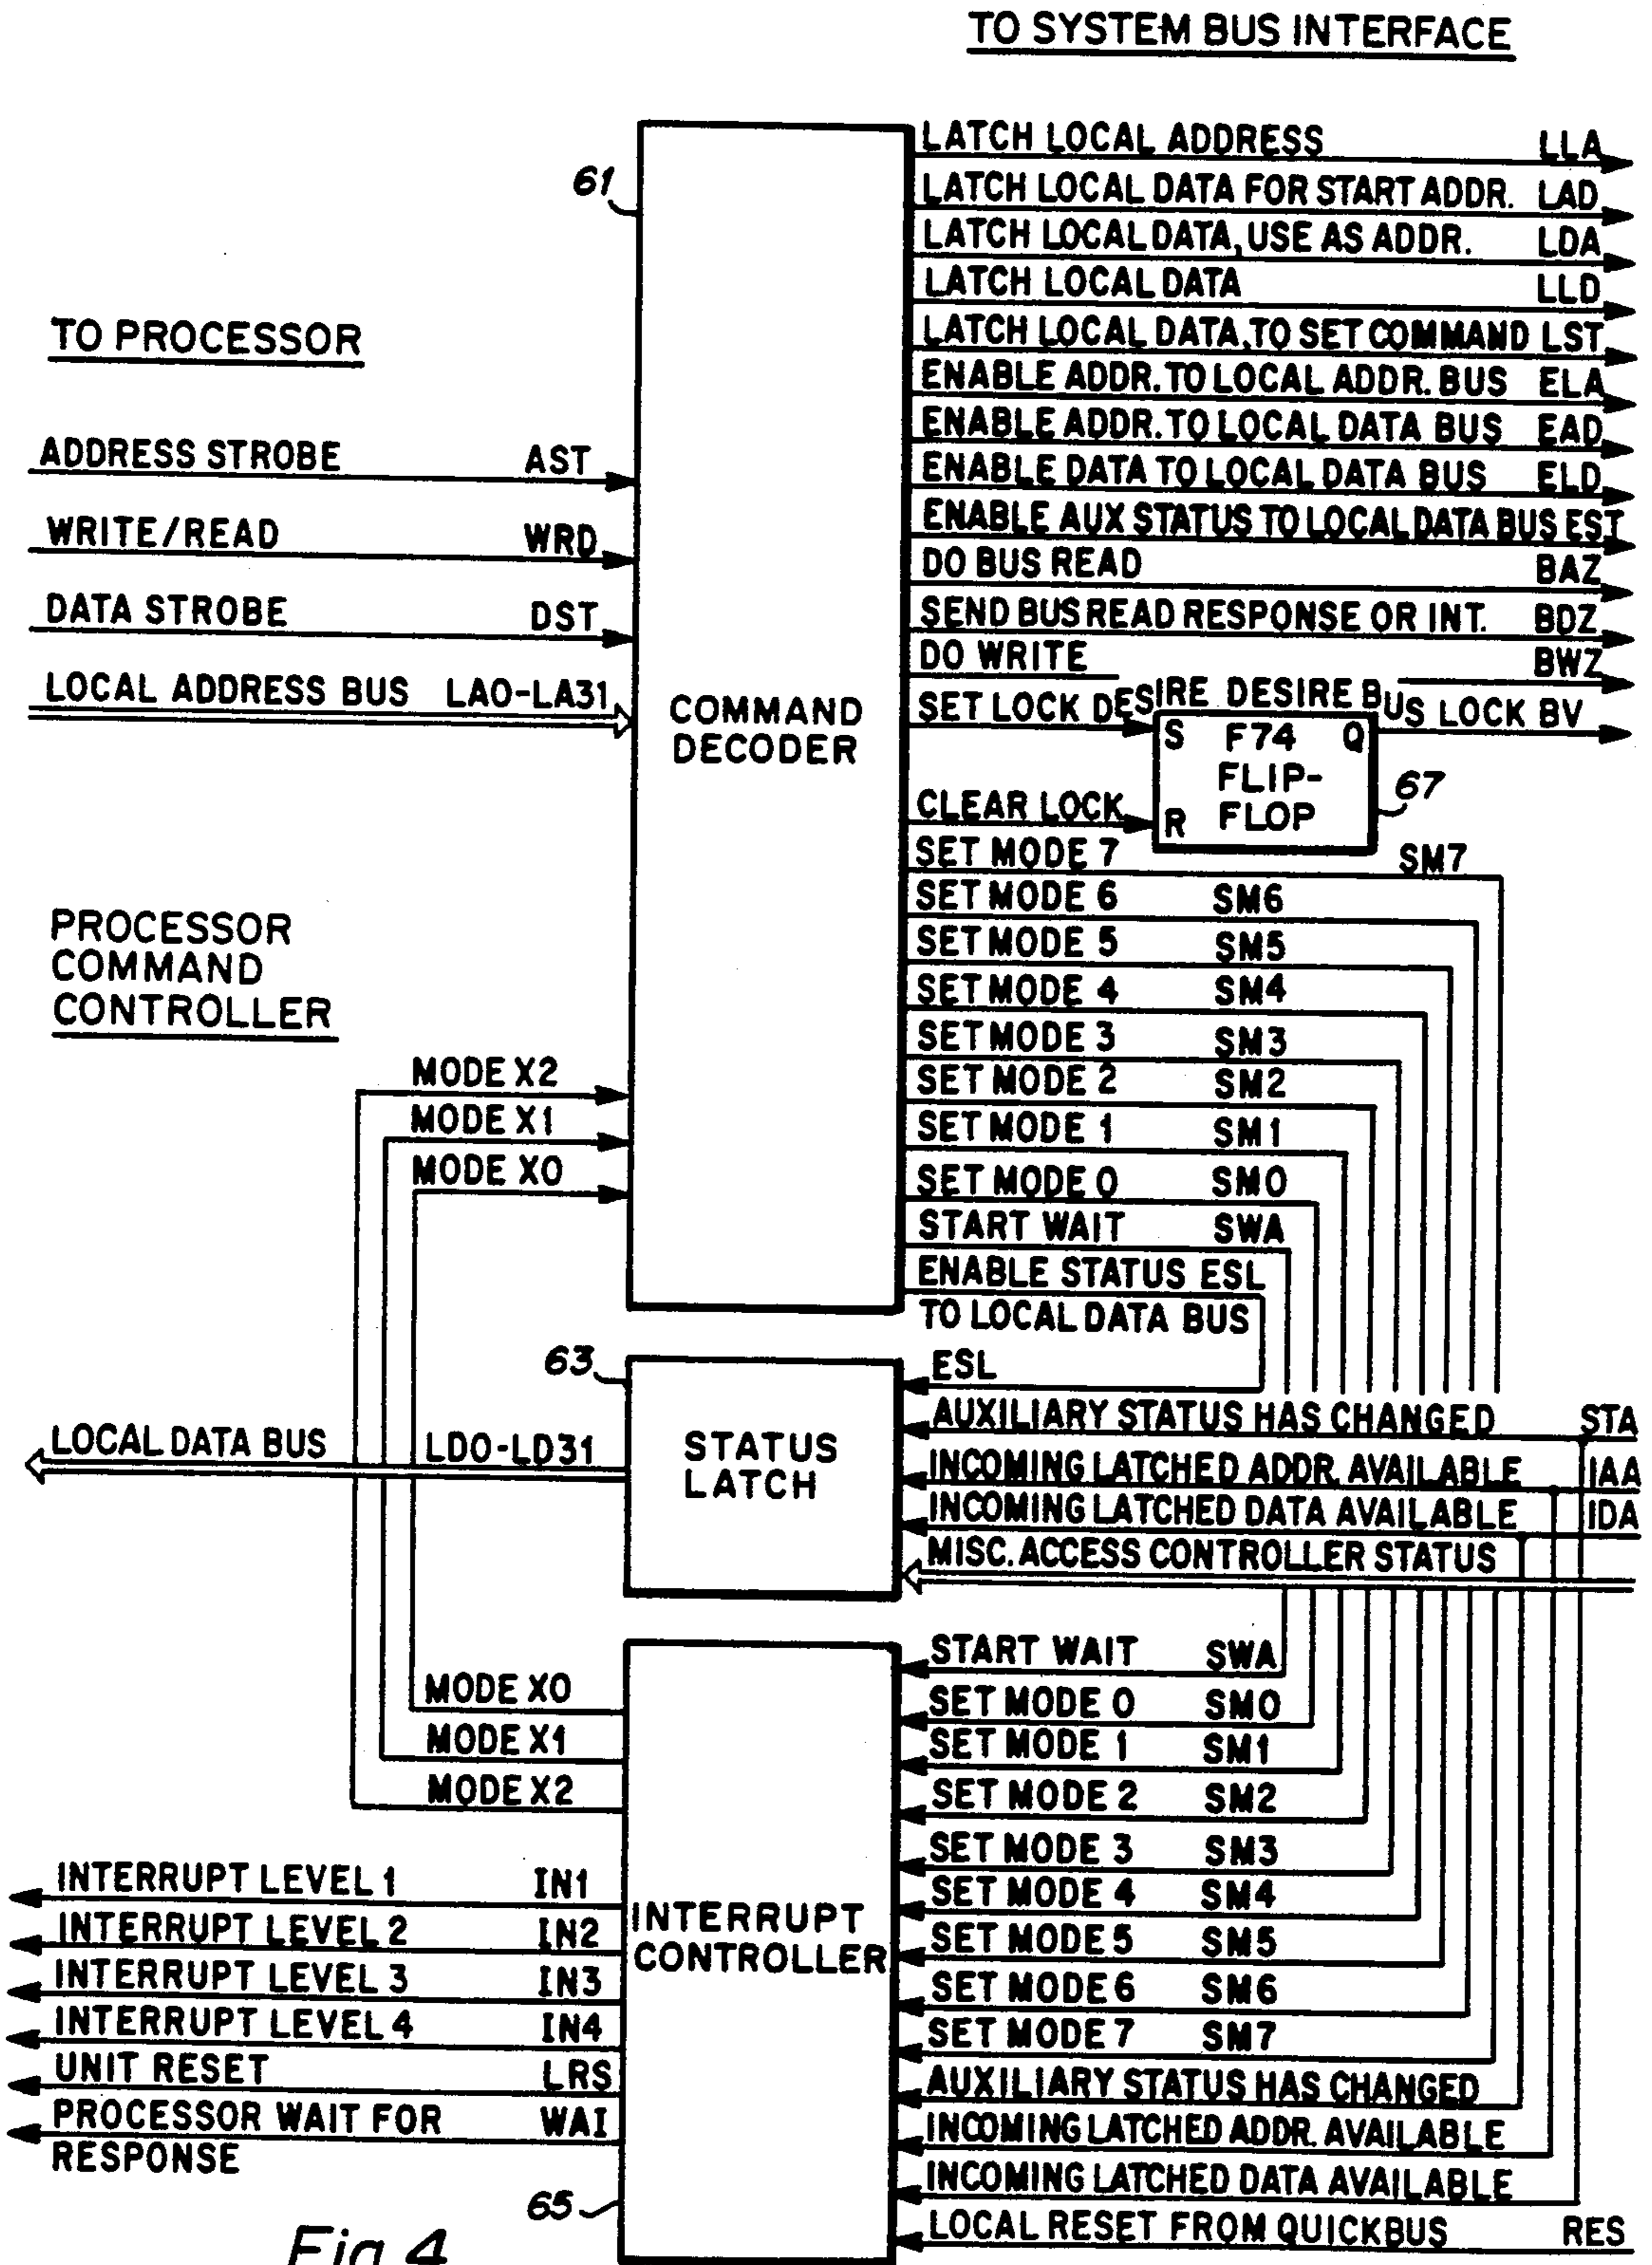 TO SYSTEM BUS INTERFACE
LATCH LOCAL ADDRESS LLA
61
LATCH LOCAL DATA FOR START ADDR. LAD
LATCH LOCAL DATA, USE AS ADDR. LDA
LATCH LOCAL DATA LLD
TO PROCESSOR
LATCH LOCAL DATA, TO SET COMMAND LST
ENABLE ADDR. TO LOCAL ADDR. BUS ELA
ENABLE ADDR. TO LOCAL DATA BUS EAD
ADDRESS STROBE AST
ENABLE DATA TO LOCAL DATA BUS ELD
ENABLE AUX STATUS TO LOCAL DATA BUS EST
WRITE/READ WRD
DO BUS READ BAZ
DATA STROBE DST
SEND BUS READ RESPONSE OR INT. BDZ
DO WRITE BWZ
LOCAL ADDRESS BUS LA0-LA31
COMMAND
DECODER
SET LOCK DESIRE
DESIRE BUS LOCK BV
S F74 Q
FLIP-
67
R FLOP
CLEAR LOCK
SET MODE 7 SM7
SET MODE 6 SM6
SET MODE 5 SM5
SET MODE 4 SM4
SET MODE 3 SM3
SET MODE 2 SM2
SET MODE 1 SM1
SET MODE 0 SM0
START WAIT SWA
ENABLE STATUS ESL
TO LOCAL DATA BUS
PROCESSOR
COMMAND
CONTROLLER
MODE X2
MODE X1
MODE X0
63
ESL
AUXILIARY STATUS HAS CHANGED STA
LOCAL DATA BUS LD0-LD31
STATUS
LATCH
INCOMING LATCHED ADDR. AVAILABLE IAA
INCOMING LATCHED DATA AVAILABLE IDA
MISC. ACCESS CONTROLLER STATUS
START WAIT SWA
MODE X0
SET MODE 0 SM0
MODE X1
SET MODE 1 SM1
MODE X2
SET MODE 2 SM2
SET MODE 3 SM3
INTERRUPT LEVEL 1 IN1
SET MODE 4 SM4
INTERRUPT LEVEL 2 IN2
INTERRUPT
CONTROLLER
SET MODE 5 SM5
INTERRUPT LEVEL 3 IN3
SET MODE 6 SM6
INTERRUPT LEVEL 4 IN4
SET MODE 7 SM7
UNIT RESET LRS
AUXILIARY STATUS HAS CHANGED
PROCESSOR WAIT FOR WAI
RESPONSE
INCOMING LATCHED ADDR. AVAILABLE
INCOMING LATCHED DATA AVAILABLE
65
LOCAL RESET FROM QUICKBUS RES
Fig 4